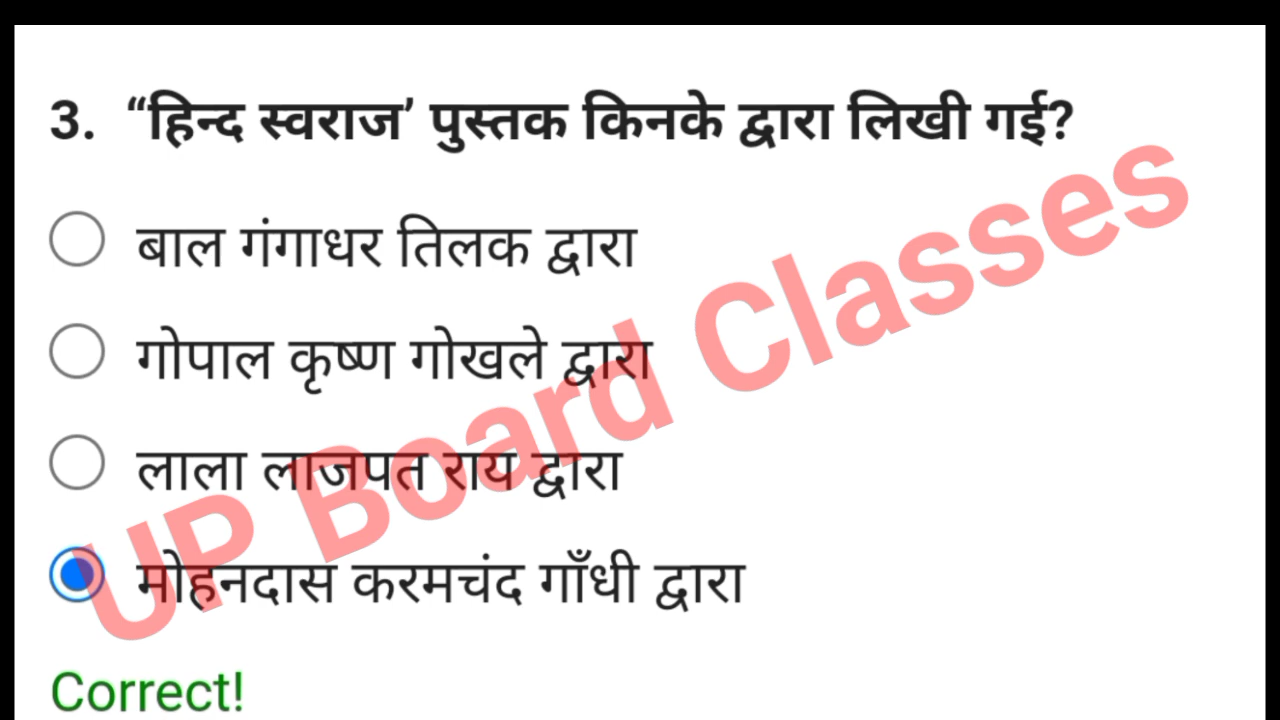 3. “हिन्द स्वराज’ पुस्तक किनके द्वारा लिखी गई?
बाल गंगाधर तिलक द्वारा
गोपाल कृष्ण गोखले द्वारा
लाला लाजपत राय द्वारा
मोहनदास करमचंद गाँधी द्वारा
Correct!
UP Board Classes